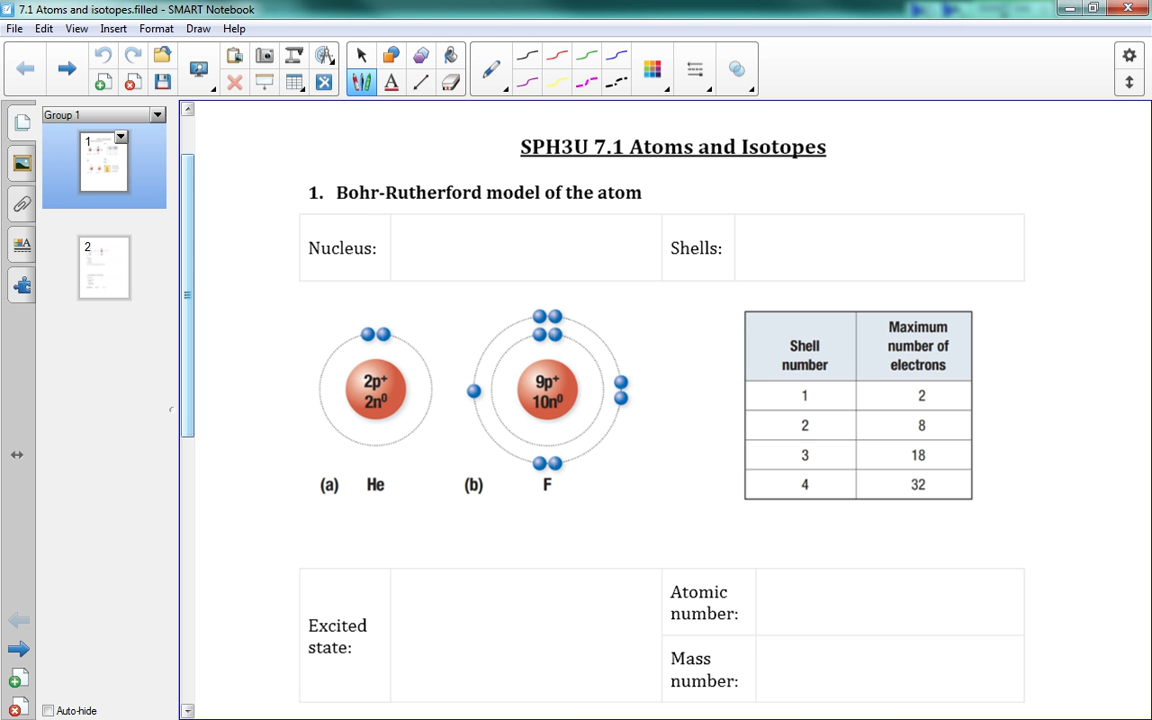 7.1 Atoms and isotopes.filled - SMART Notebook
File Edit View Insert Format Draw Help
Group 1
1
2
Auto-hide
SPH3U 7.1 Atoms and Isotopes
1. Bohr-Rutherford model of the atom
Nucleus: Shells:
2p+
2n0
(a) He
9p+
10n0
(b) F
Shell number Maximum number of electrons
1 2
2 8
3 18
4 32
Excited state:
Atomic number:
Mass number: